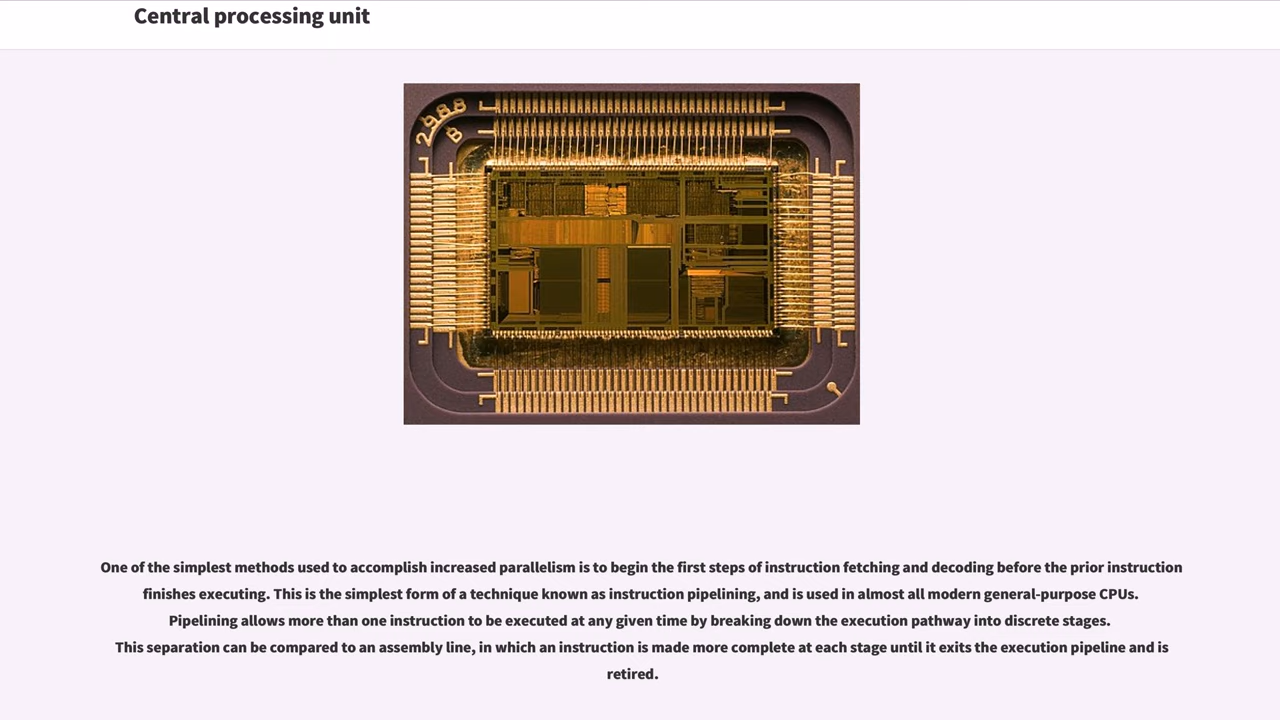 Central processing unit
2988
B
One of the simplest methods used to accomplish increased parallelism is to begin the first steps of instruction fetching and decoding before the prior instruction
finishes executing. This is the simplest form of a technique known as instruction pipelining, and is used in almost all modern general-purpose CPUs.
Pipelining allows more than one instruction to be executed at any given time by breaking down the execution pathway into discrete stages.
This separation can be compared to an assembly line, in which an instruction is made more complete at each stage until it exits the execution pipeline and is
retired.